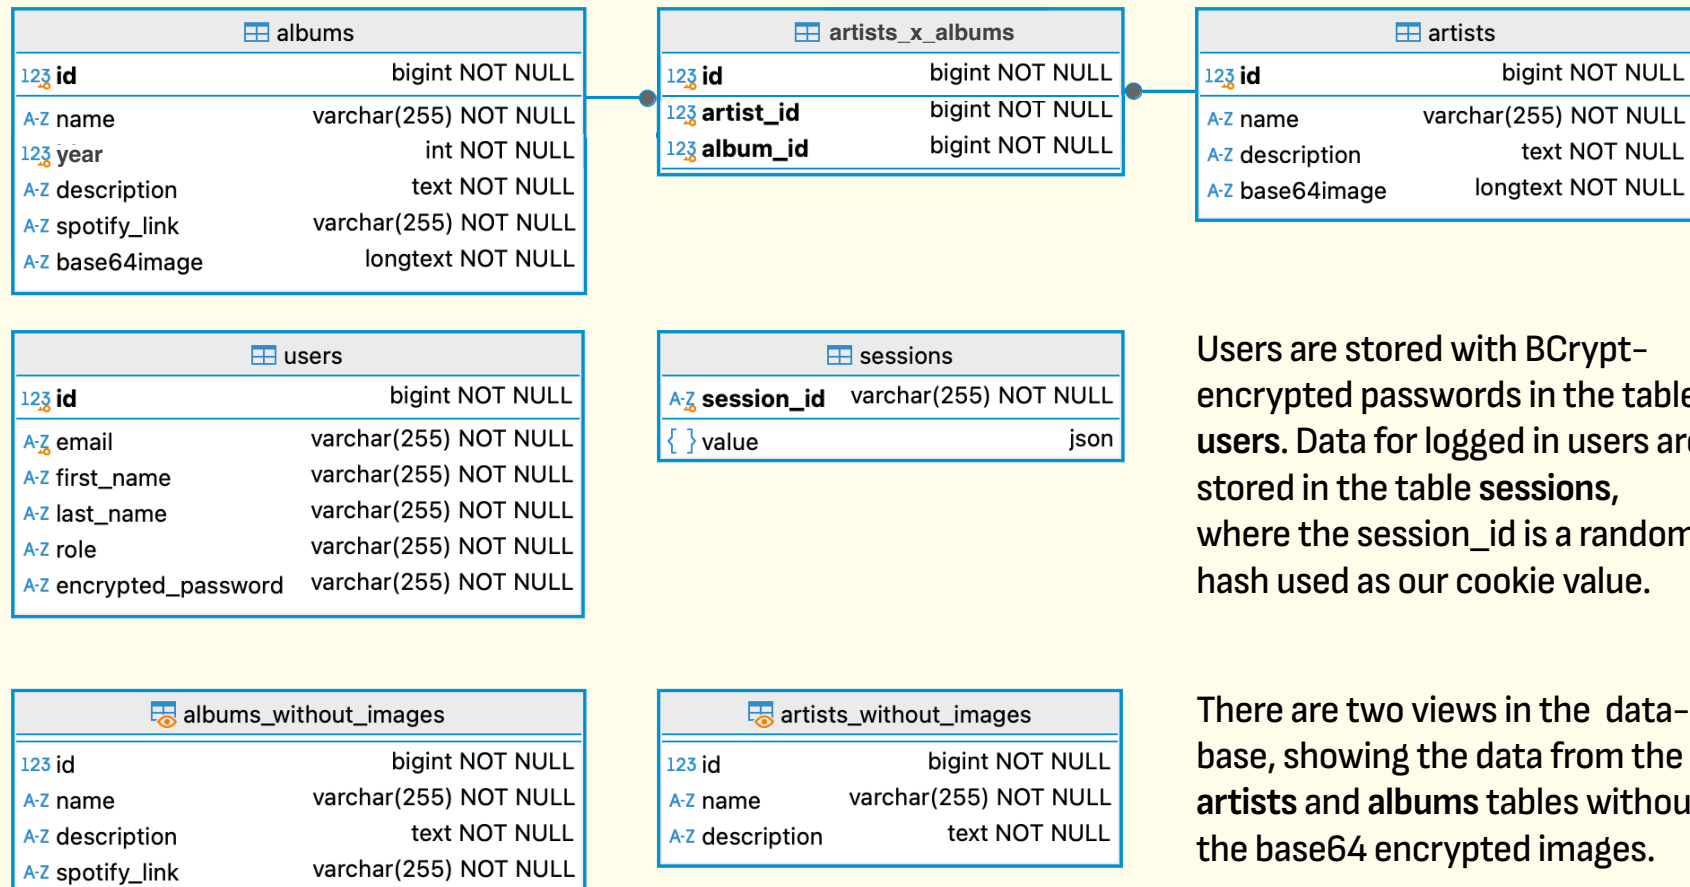 albums
123 id bigint NOT NULL
A-Z name varchar(255) NOT NULL
123 year int NOT NULL
A-Z description text NOT NULL
A-Z spotify_link varchar(255) NOT NULL
A-Z base64image longtext NOT NULL
artists_x_albums
123 id bigint NOT NULL
123 artist_id bigint NOT NULL
123 album_id bigint NOT NULL
artists
123 id bigint NOT NULL
A-Z name varchar(255) NOT NULL
A-Z description text NOT NULL
A-Z base64image longtext NOT NULL
users
123 id bigint NOT NULL
A-Z email varchar(255) NOT NULL
A-Z first_name varchar(255) NOT NULL
A-Z last_name varchar(255) NOT NULL
A-Z role varchar(255) NOT NULL
A-Z encrypted_password varchar(255) NOT NULL
sessions
A-Z session_id varchar(255) NOT NULL
{ } value json
Users are stored with BCrypt-
encrypted passwords in the table
users. Data for logged in users are
stored in the table sessions,
where the session_id is a random
hash used as our cookie value.
albums_without_images
123 id bigint NOT NULL
A-Z name varchar(255) NOT NULL
A-Z description text NOT NULL
A-Z spotify_link varchar(255) NOT NULL
artists_without_images
123 id bigint NOT NULL
A-Z name varchar(255) NOT NULL
A-Z description text NOT NULL
There are two views in the data-
base, showing the data from the
artists and albums tables without
the base64 encrypted images.